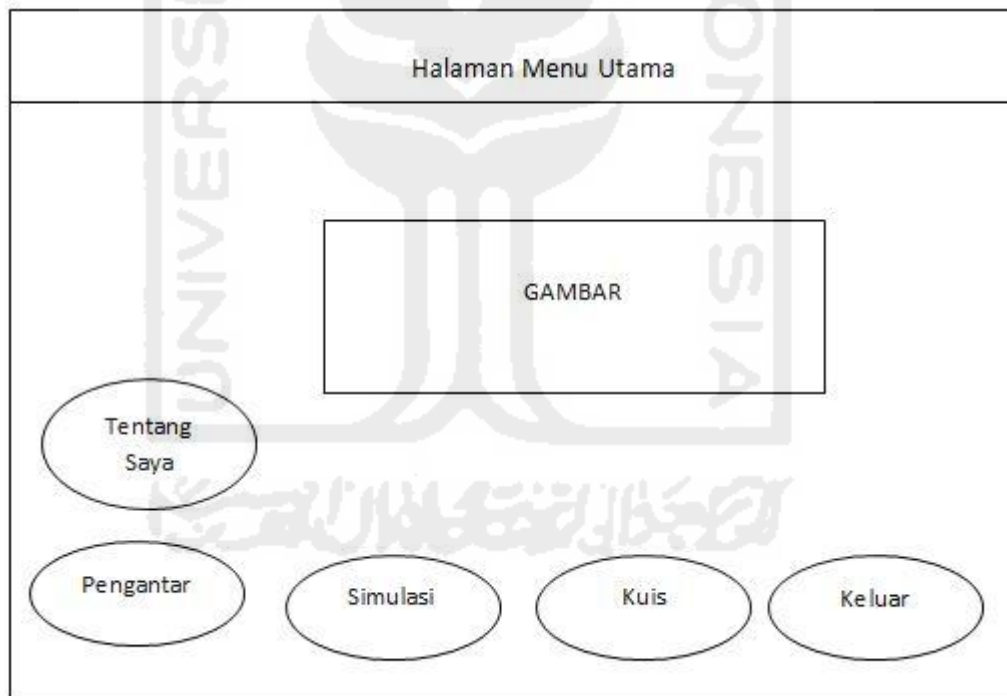 Halaman Menu Utama
GAMBAR
Tentang
Saya
Pengantar
Simulasi
Kuis
Keluar